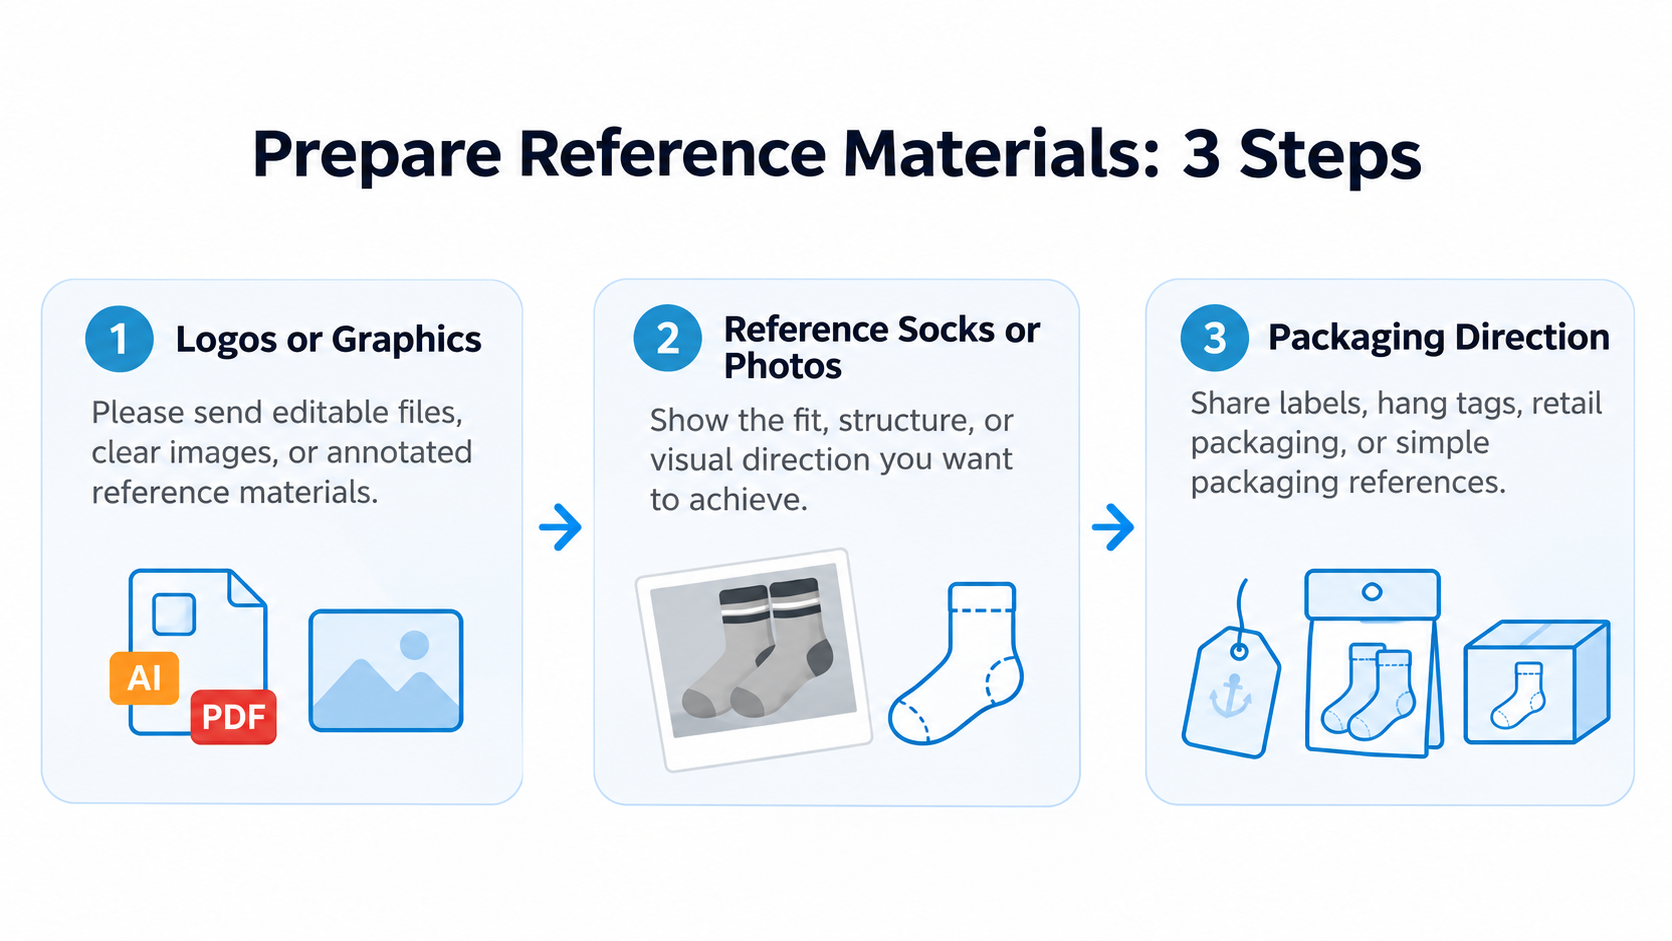 Prepare Reference Materials: 3 Steps
1
Logos or Graphics
Please send editable files,
clear images, or annotated
reference materials.
AI
PDF
2
Reference Socks or
Photos
Show the fit, structure, or
visual direction you want
to achieve.
3
Packaging Direction
Share labels, hang tags, retail
packaging, or simple
packaging references.